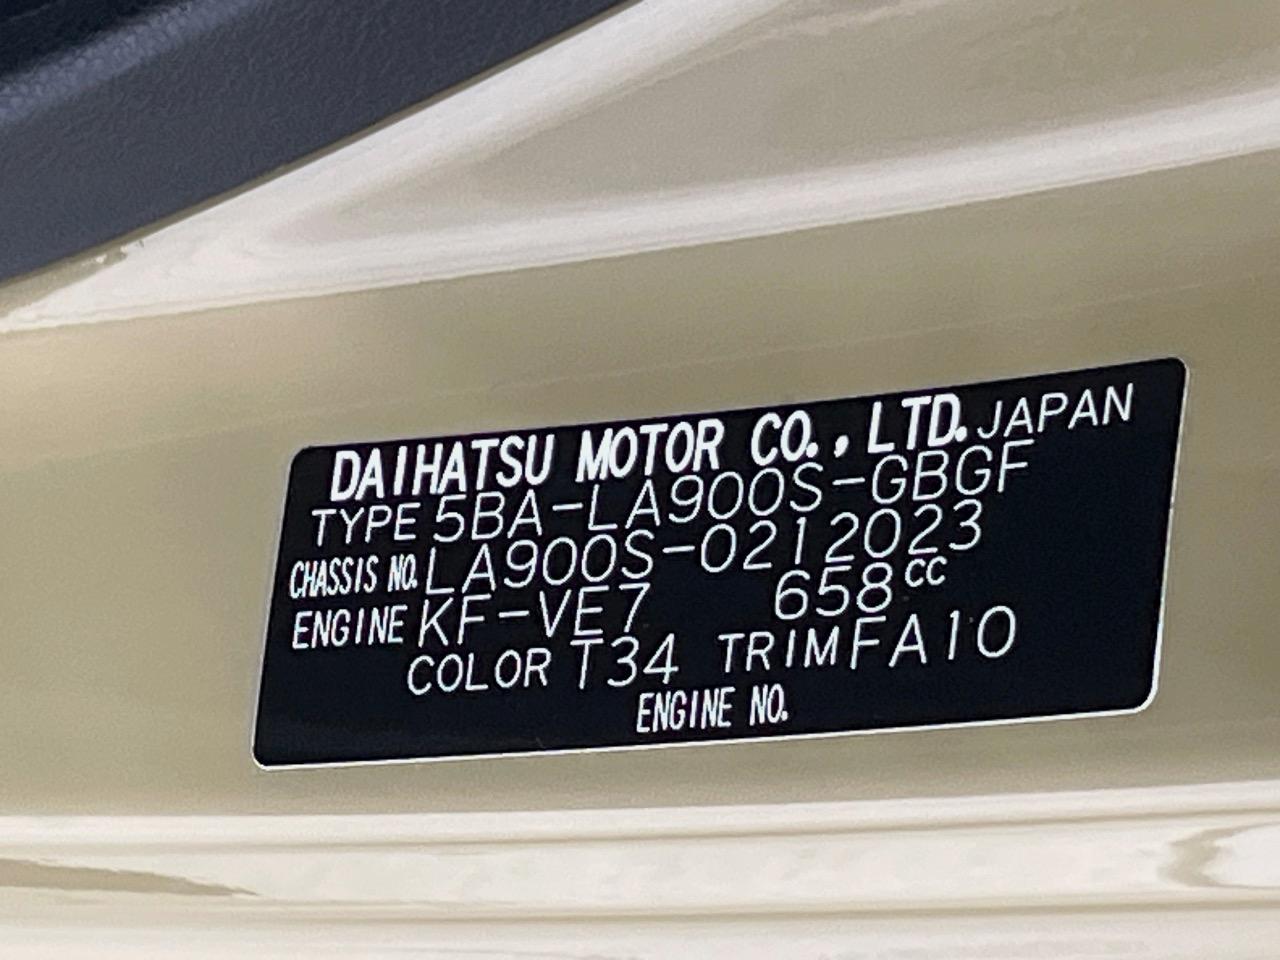 DAIHATSU MOTOR CO., LTD. JAPAN
TYPE 5BA-LA900S-GBGF
CHASSIS NO. LA900S-0212023
ENGINE KF-VE7 658cc
COLOR T34 TRIM FA10
ENGINE NO.